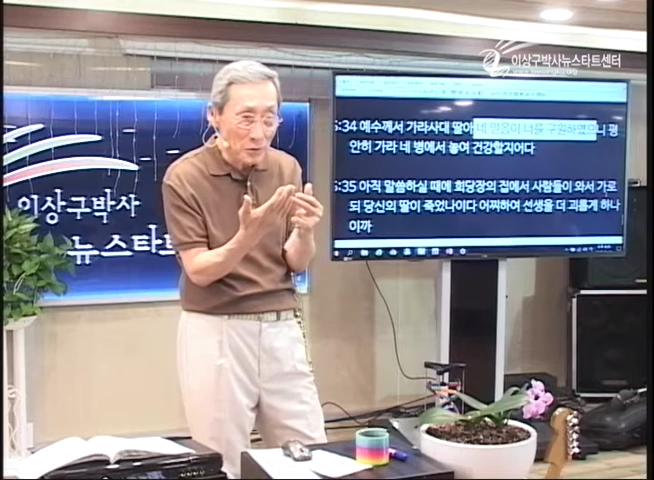 이상구박사뉴스타트센터
5:34 예수께서 가라사대 딸아 네 믿음이 너를 구원하였으니 평
안히 가라 네 병에서 놓여 건강할지어다
5:35 아직 말씀하실 때에 회당장의 집에서 사람들이 와서 가로
되 당신의 딸이 죽었나이다 어찌하여 선생을 더 괴롭게 하나
이까
이상구박사
뉴스타트